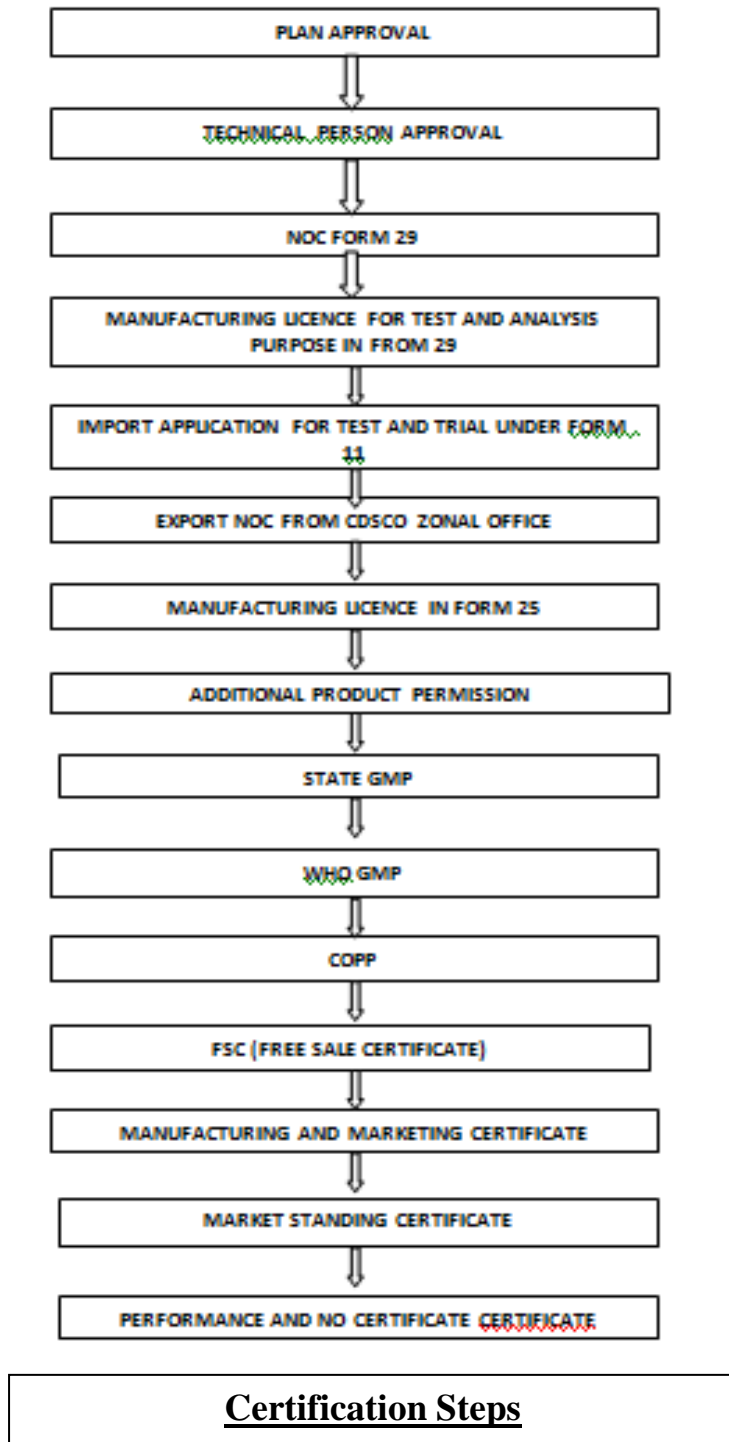 PLAN APPROVAL
TECHNICAL PERSON APPROVAL
NOC FORM 29
MANUFACTURING LICENCE FOR TEST AND ANALYSIS
PURPOSE IN FROM 29
IMPORT APPLICATION FOR TEST AND TRIAL UNDER FORM
11
EXPORT NOC FROM CDSCO ZONAL OFFICE
MANUFACTURING LICENCE IN FORM 25
ADDITIONAL PRODUCT PERMISSION
STATE GMP
WHO GMP
COPP
FSC (FREE SALE CERTIFICATE)
MANUFACTURING AND MARKETING CERTIFICATE
MARKET STANDING CERTIFICATE
PERFORMANCE AND NO CERTIFICATE CERTIFICATE
Certification Steps